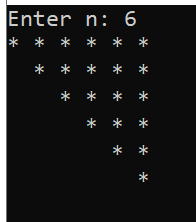 Enter n: 6
* * * * * *
  * * * * *
    * * * *
      * * *
        * *
          *